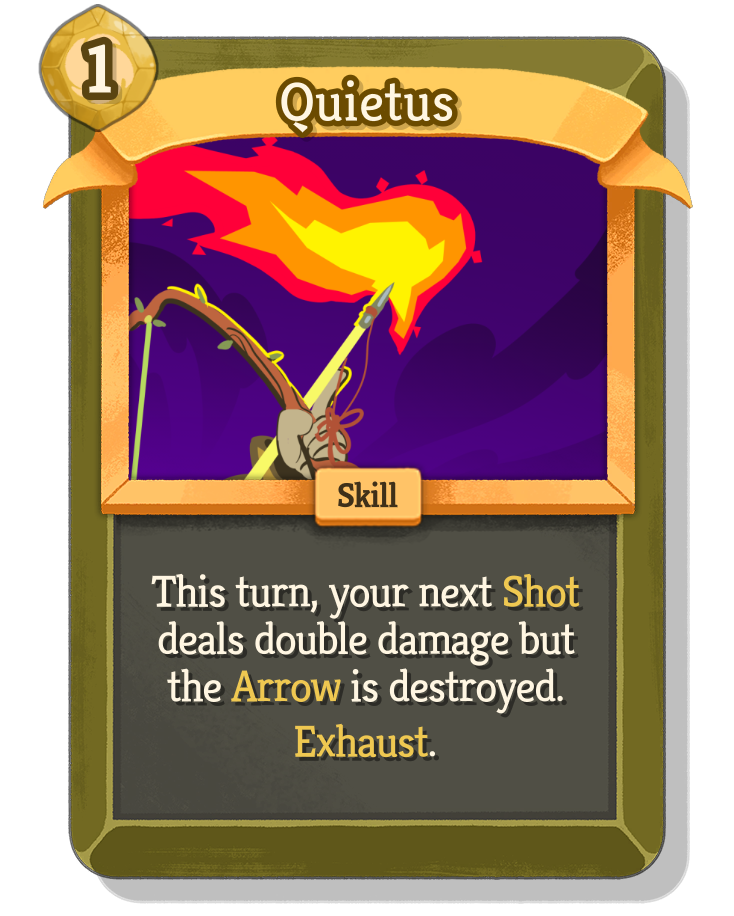 1
Quietus
Skill
This turn, your next Shot
deals double damage but
the Arrow is destroyed.
Exhaust.